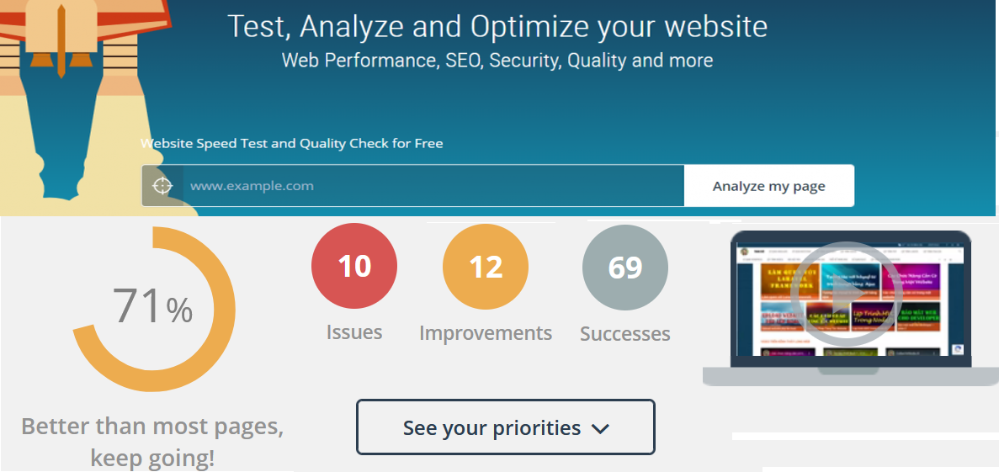 Test, Analyze and Optimize your website
Web Performance, SEO, Security, Quality and more
Website Speed Test and Quality Check for Free
www.example.com
Analyze my page
71%
10
12
69
Issues
Improvements
Successes
Better than most pages,
keep going!
See your priorities